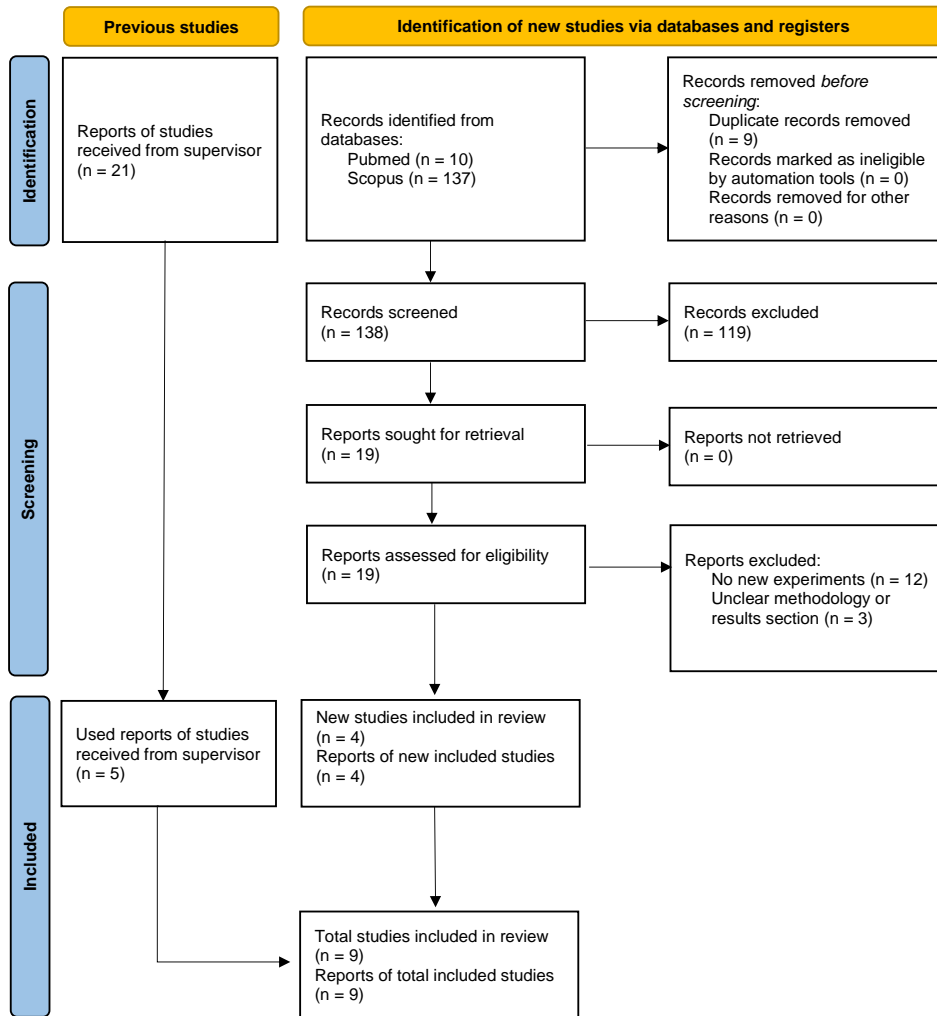 Previous studies
Identification of new studies via databases and registers
Identification
Reports of studies
received from supervisor
(n = 21)
Records identified from
databases:
Pubmed (n = 10)
Scopus (n = 137)
Records removed before
screening:
Duplicate records removed
(n = 9)
Records marked as ineligible
by automation tools (n = 0)
Records removed for other
reasons (n = 0)
Screening
Records screened
(n = 138)
Records excluded
(n = 119)
Reports sought for retrieval
(n = 19)
Reports not retrieved
(n = 0)
Reports assessed for eligibility
(n = 19)
Reports excluded:
No new experiments (n = 12)
Unclear methodology or
results section (n = 3)
Included
Used reports of studies
received from supervisor
(n = 5)
New studies included in review
(n = 4)
Reports of new included studies
(n = 4)
Total studies included in review
(n = 9)
Reports of total included studies
(n = 9)